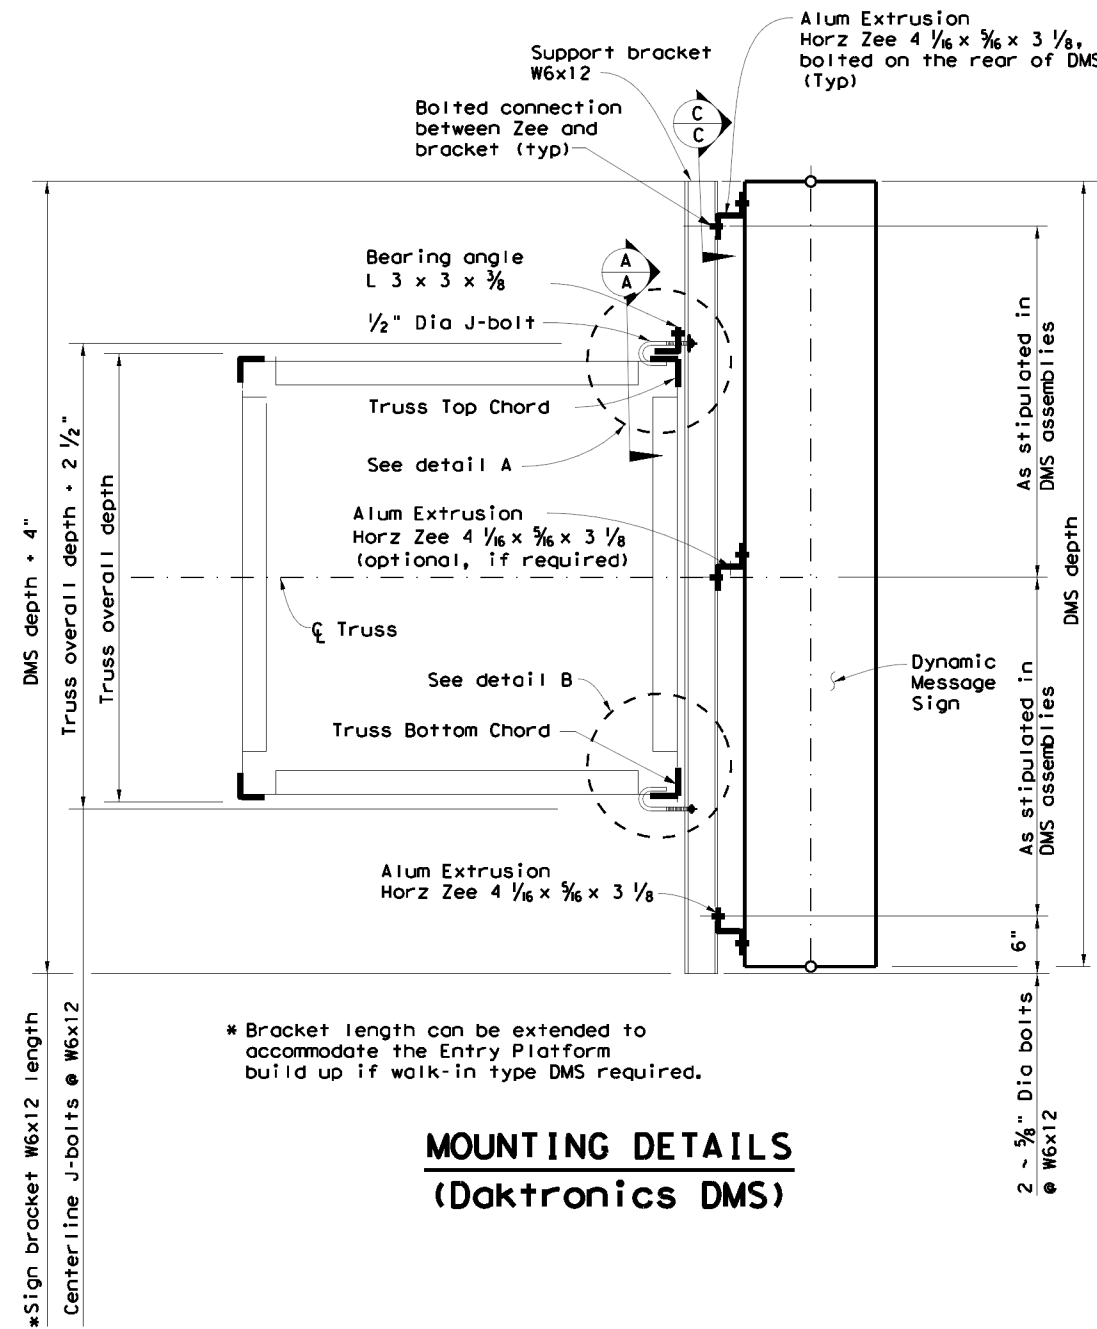 Alum Extrusion
Horz Zee 4 1/16 x 5/16 x 3 1/8,
bolted on the rear of DMS
(Typ)
Support bracket
W6x12
Bolted connection
between Zee and
bracket (typ)
C
C
Bearing angle
L 3 x 3 x 3/8
A
A
1/2" Dia J-bolt
Truss Top Chord
See detail A
Alum Extrusion
Horz Zee 4 1/16 x 5/16 x 3 1/8
(optional, if required)
℄ Truss
See detail B
Truss Bottom Chord
Dynamic
Message
Sign
Alum Extrusion
Horz Zee 4 1/16 x 5/16 x 3 1/8
DMS depth + 4"
Truss overall depth + 2 1/2"
Truss overall depth
As stipulated in
DMS assemblies
DMS depth
As stipulated in
DMS assemblies
6"
*Sign bracket W6x12 length
Centerline J-bolts @ W6x12
2 ~ 5/8" Dia bolts
@ W6x12
* Bracket length can be extended to
accommodate the Entry Platform
build up if walk-in type DMS required.
MOUNTING DETAILS
(Daktronics DMS)